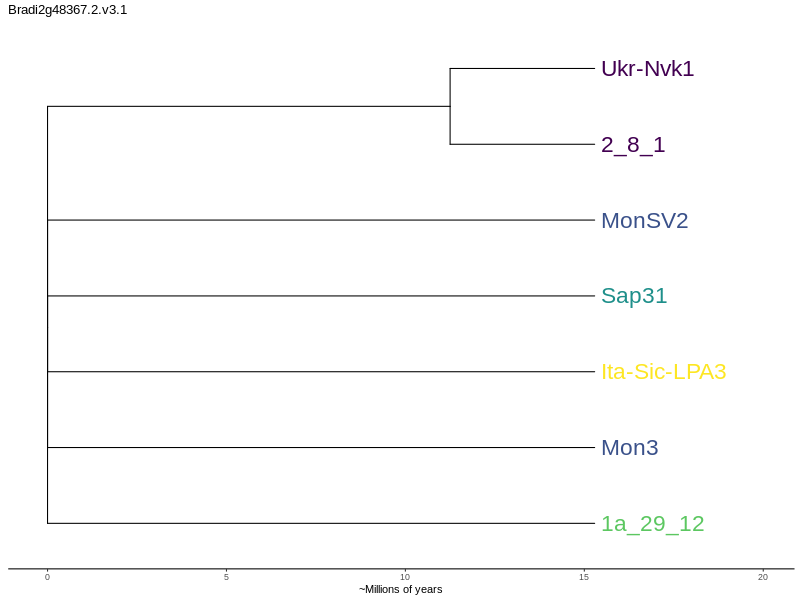 Bradi2g48367.2.v3.1
Ukr-Nvk1
2_8_1
MonSV2
Sap31
Ita-Sic-LPA3
Mon3
1a_29_12
0 5 10 15 20
~Millions of years